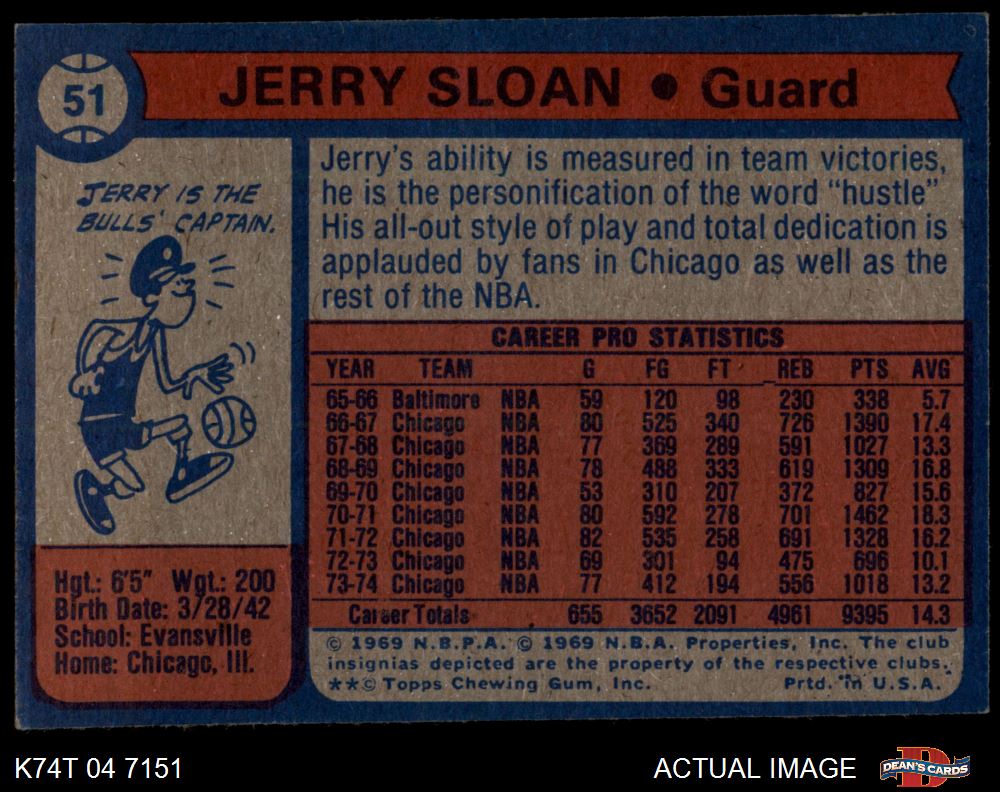 51
JERRY SLOAN • Guard
JERRY IS THE
BULLS' CAPTAIN.
Jerry's ability is measured in team victories,
he is the personification of the word "hustle"
His all-out style of play and total dedication is
applauded by fans in Chicago as well as the
rest of the NBA.
CAREER PRO STATISTICS
YEAR TEAM G FG FT REB PTS AVG
65-66 Baltimore NBA 59 120 98 230 338 5.7
66-67 Chicago NBA 80 525 340 726 1390 17.4
67-68 Chicago NBA 77 369 289 591 1027 13.3
68-69 Chicago NBA 78 488 333 619 1309 16.8
69-70 Chicago NBA 53 310 207 372 827 15.6
70-71 Chicago NBA 80 592 278 701 1462 18.3
71-72 Chicago NBA 82 535 258 691 1328 16.2
72-73 Chicago NBA 69 301 94 475 696 10.1
73-74 Chicago NBA 77 412 194 556 1018 13.2
Career Totals 655 3652 2091 4961 9395 14.3
Hgt.: 6'5" Wgt.: 200
Birth Date: 3/28/42
School: Evansville
Home: Chicago, Ill.
© 1969 N.B.P.A. © 1969 N.B.A. Properties, Inc. The club
insignias depicted are the property of the respective clubs.
**© Topps Chewing Gum, Inc. Prtd. in U.S.A.
K74T 04 7151
ACTUAL IMAGE
D
DEAN'S CARDS